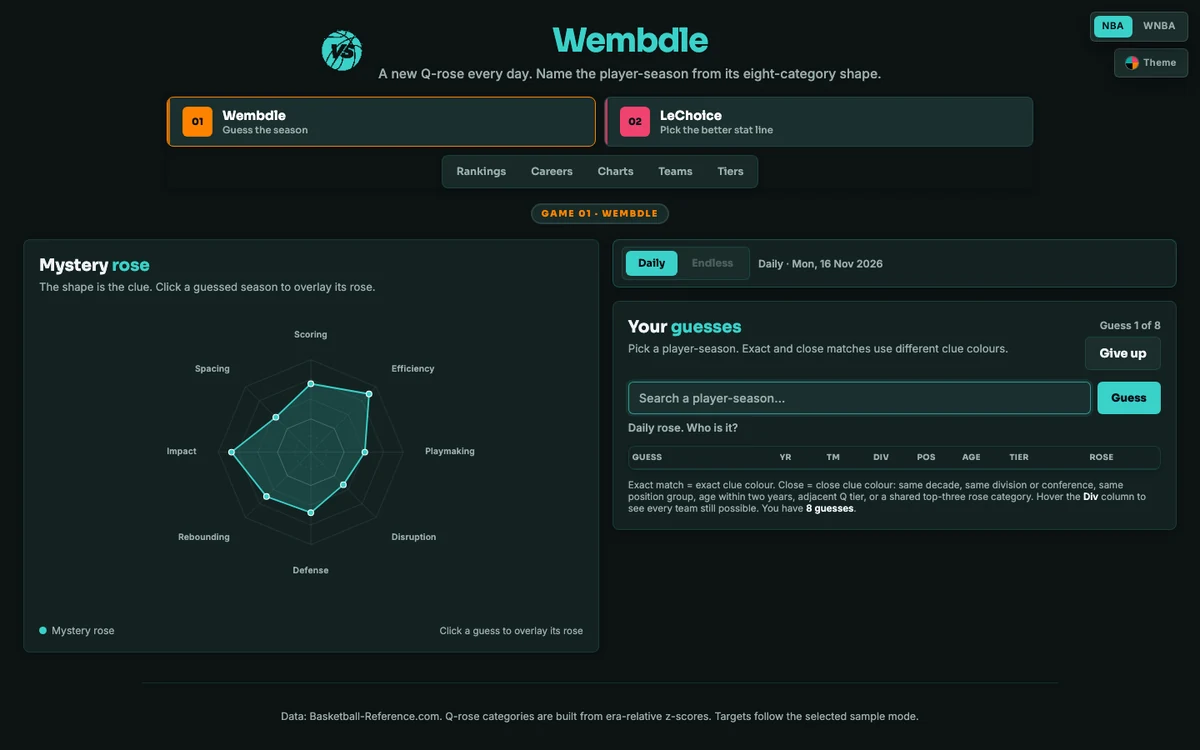 VS
Wembdle
A new Q-rose every day. Name the player-season from its eight-category shape.
NBA WNBA
Theme
01 Wembdle
Guess the season
02 LeChoice
Pick the better stat line
Rankings Careers Charts Teams Tiers
GAME 01 · WEMBDLE
Mystery rose
The shape is the clue. Click a guessed season to overlay its rose.
Scoring
Spacing Efficiency
Impact Playmaking
Rebounding Disruption
Defense
Mystery rose Click a guess to overlay its rose
Daily Endless Daily · Mon, 16 Nov 2026
Your guesses Guess 1 of 8
Pick a player-season. Exact and close matches use different clue colours. Give up
Search a player-season... Guess
Daily rose. Who is it?
GUESS YR TM DIV POS AGE TIER ROSE
Exact match = exact clue colour. Close = close clue colour: same decade, same division or conference, same
position group, age within two years, adjacent Q tier, or a shared top-three rose category. Hover the Div column to
see every team still possible. You have 8 guesses.
Data: Basketball-Reference.com. Q-rose categories are built from era-relative z-scores. Targets follow the selected sample mode.